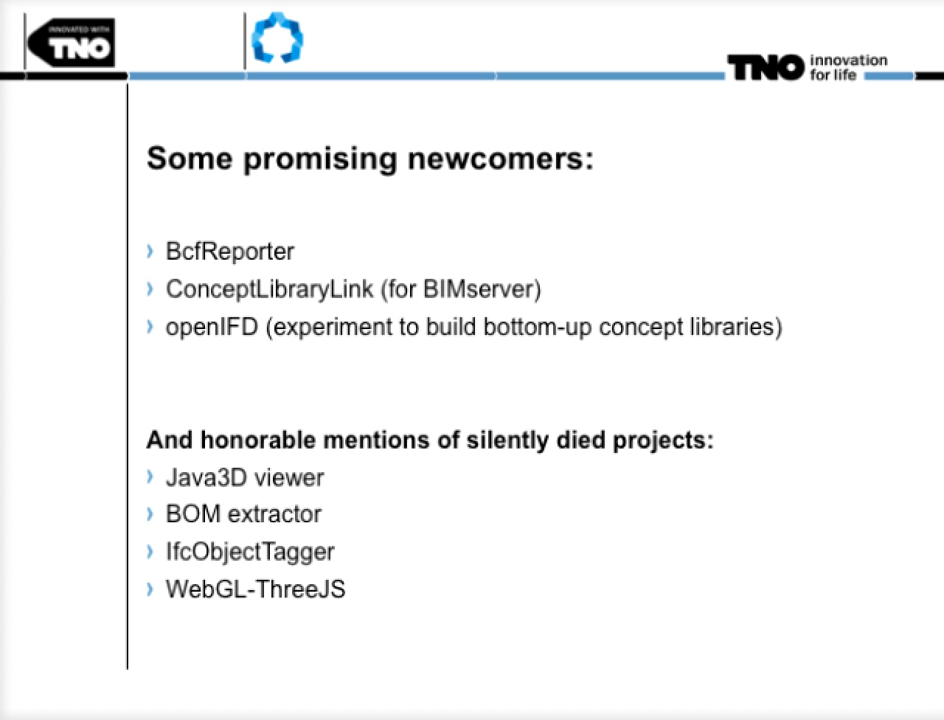 INNOVATED WITH
TNO
TNO innovation
for life
Some promising newcomers:
BcfReporter
ConceptLibraryLink (for BIMserver)
openIFD (experiment to build bottom-up concept libraries)
And honorable mentions of silently died projects:
Java3D viewer
BOM extractor
IfcObjectTagger
WebGL-ThreeJS